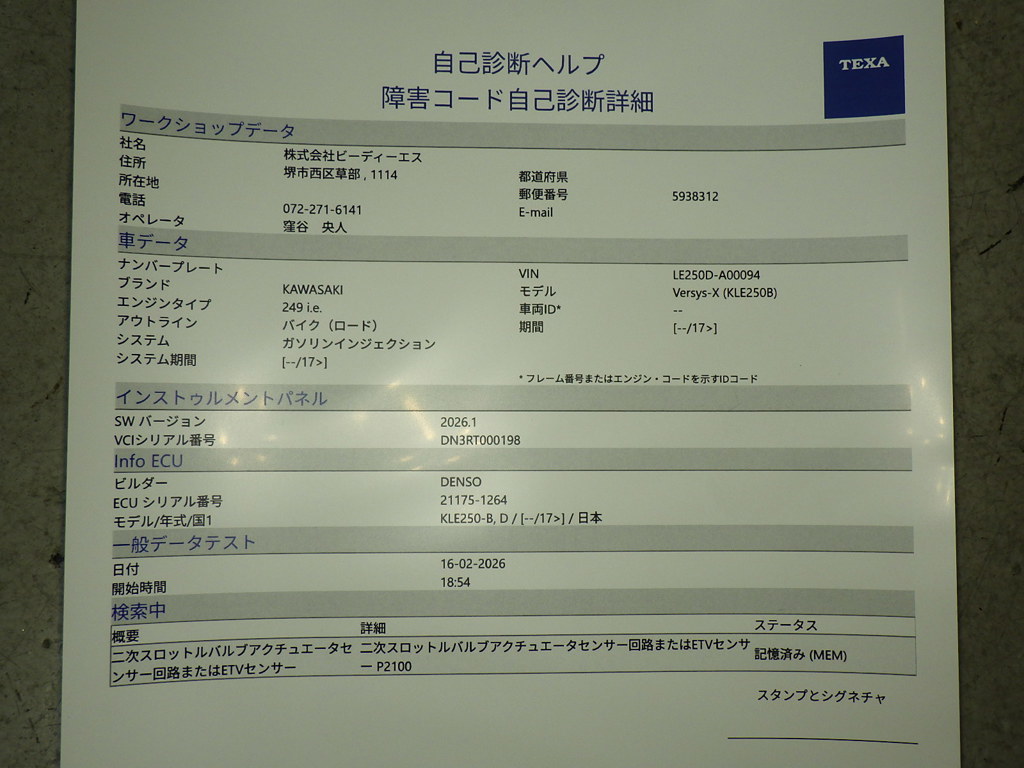 自己診断ヘルプ
障害コード自己診断詳細
TEXA
ワークショップデータ
社名 株式会社ビーディーエス
住所 堺市西区草部 , 1114 都道府県
所在地 郵便番号 5938312
電話 072-271-6141 E-mail
オペレータ 窪谷 央人
車データ
ナンバープレート VIN LE250D-A00094
ブランド KAWASAKI モデル Versys-X (KLE250B)
エンジンタイプ 249 i.e. 車両ID* --
アウトライン バイク（ロード） 期間 [--/17>]
システム ガソリンインジェクション
システム期間 [--/17>]
* フレーム番号またはエンジン・コードを示すIDコード
インストゥルメントパネル
SW バージョン 2026.1
VCIシリアル番号 DN3RT000198
Info ECU
ビルダー DENSO
ECU シリアル番号 21175-1264
モデル/年式/国1 KLE250-B, D / [--/17>] / 日本
一般データテスト
日付 16-02-2026
開始時間 18:54
検索中
概要 詳細 ステータス
二次スロットルバルブアクチュエータセ 二次スロットルバルブアクチュエータセンサー回路またはETVセンサ 記憶済み (MEM)
ンサー回路またはETVセンサー ー P2100
スタンプとシグネチャ